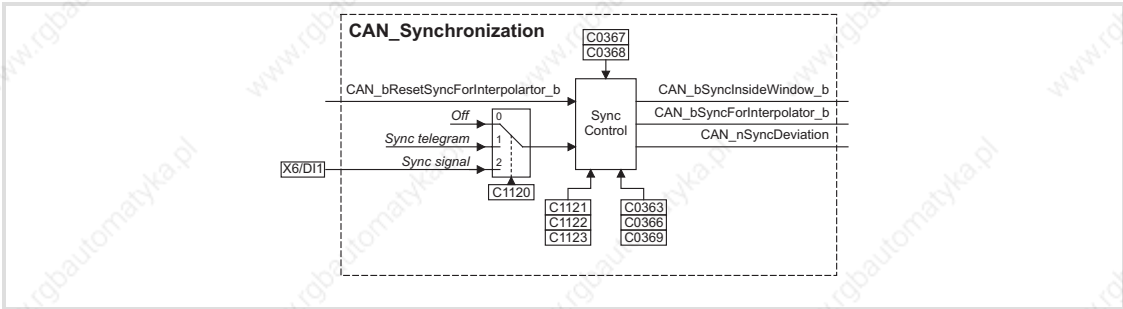 CAN_Synchronization
C0367
C0368
CAN_bResetSyncForInterpolartor_b
CAN_bSyncInsideWindow_b
Off
0
Sync
Control
CAN_bSyncForInterpolator_b
Sync telegram
1
CAN_nSyncDeviation
X6/DI1
Sync signal
2
C1120
C1121
C1122
C1123
C0363
C0366
C0369
www.rgbautomatyka.pl